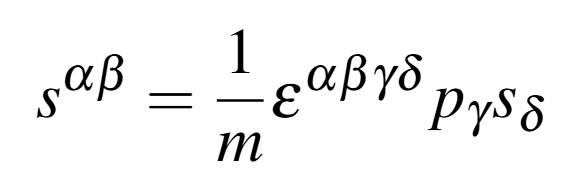 s^{αβ} = \frac{1}{m} ε^{αβγδ} p_γ s_δ